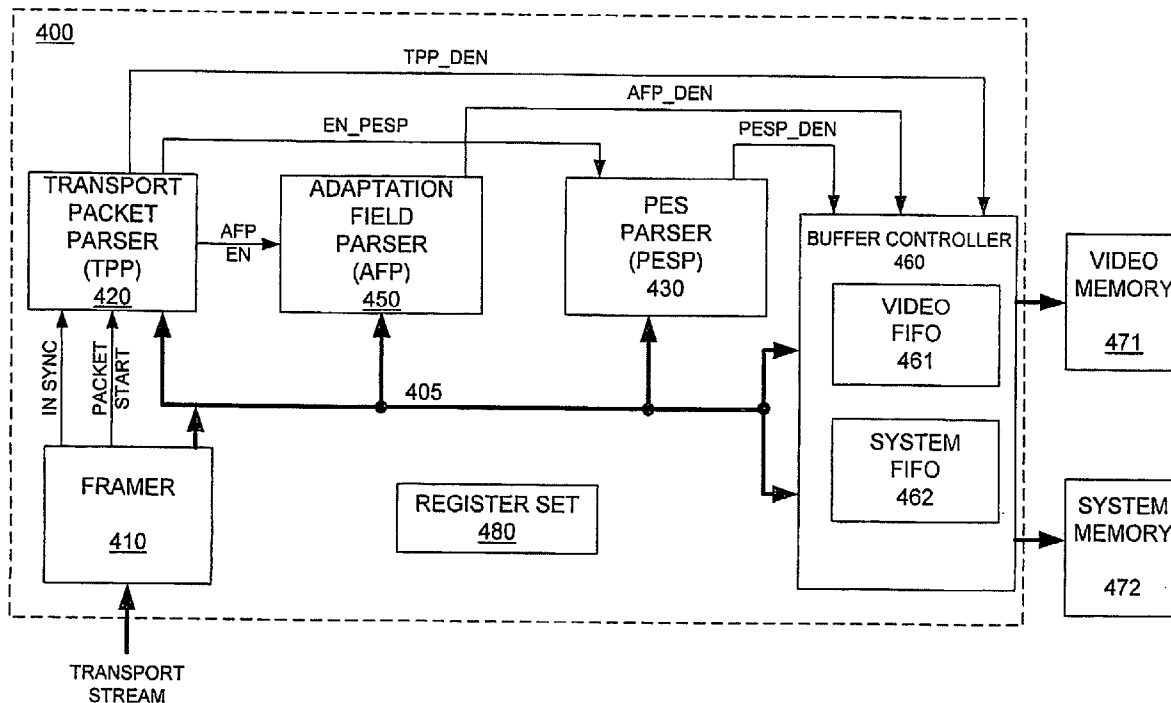 400
TPP_DEN
AFP_DEN
EN_PESP
PESP_DEN
TRANSPORT
PACKET
PARSER
(TPP)
420
AFP
EN
ADAPTATION
FIELD
PARSER
(AFP)
450
PES
PARSER
(PESP)
430
BUFFER CONTROLLER
460
VIDEO
FIFO
461
SYSTEM
FIFO
462
VIDEO
MEMORY
471
SYSTEM
MEMORY
472
IN SYNC
PACKET
START
405
FRAMER
410
REGISTER SET
480
TRANSPORT
STREAM